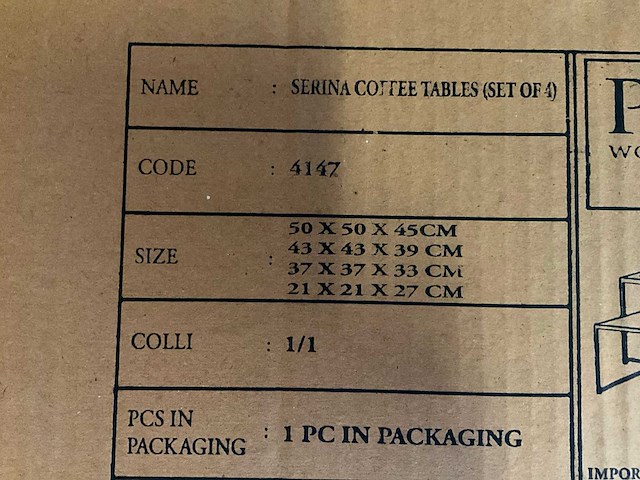 NAME : SERINA COFFEE TABLES (SET OF 4)
CODE : 4147
SIZE : 50 X 50 X 45CM
43 X 43 X 39 CM
37 X 37 X 33 CM
21 X 21 X 27 CM
COLLI : 1/1
PCS IN
PACKAGING : 1 PC IN PACKAGING